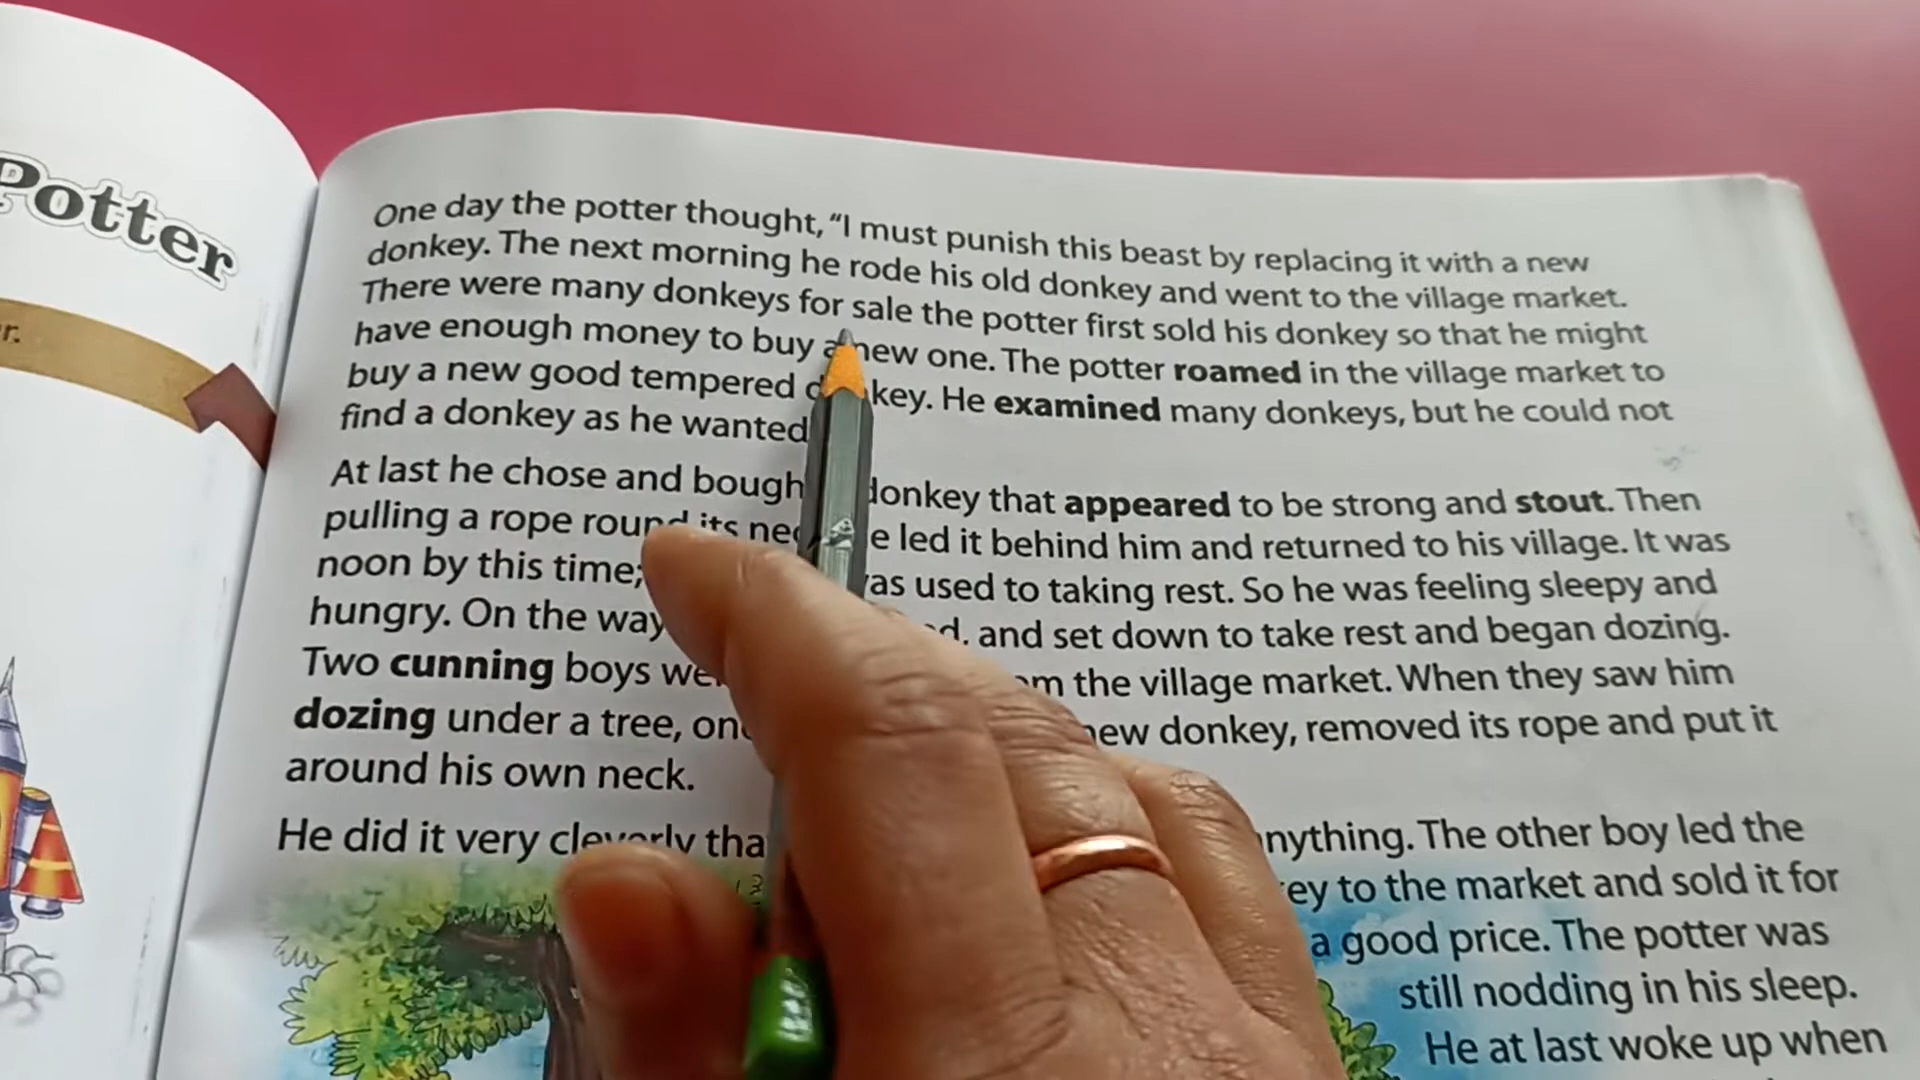 Potter
r.
One day the potter thought, “I must punish this beast by replacing it with a new
donkey. The next morning he rode his old donkey and went to the village market.
There were many donkeys for sale the potter first sold his donkey so that he might
have enough money to buy a new one. The potter roamed in the village market to
buy a new good tempered key. He examined many donkeys, but he could not
find a donkey as he wanted
At last he chose and bough donkey that appeared to be strong and stout. Then
pulling a rope round its nec e led it behind him and returned to his village. It was
noon by this time; as used to taking rest. So he was feeling sleepy and
hungry. On the way and set down to take rest and began dozing.
Two cunning boys we m the village market. When they saw him
dozing under a tree, on ew donkey, removed its rope and put it
around his own neck.
He did it very cleverly tha nything. The other boy led the
ey to the market and sold it for
a good price. The potter was
still nodding in his sleep.
He at last woke up when